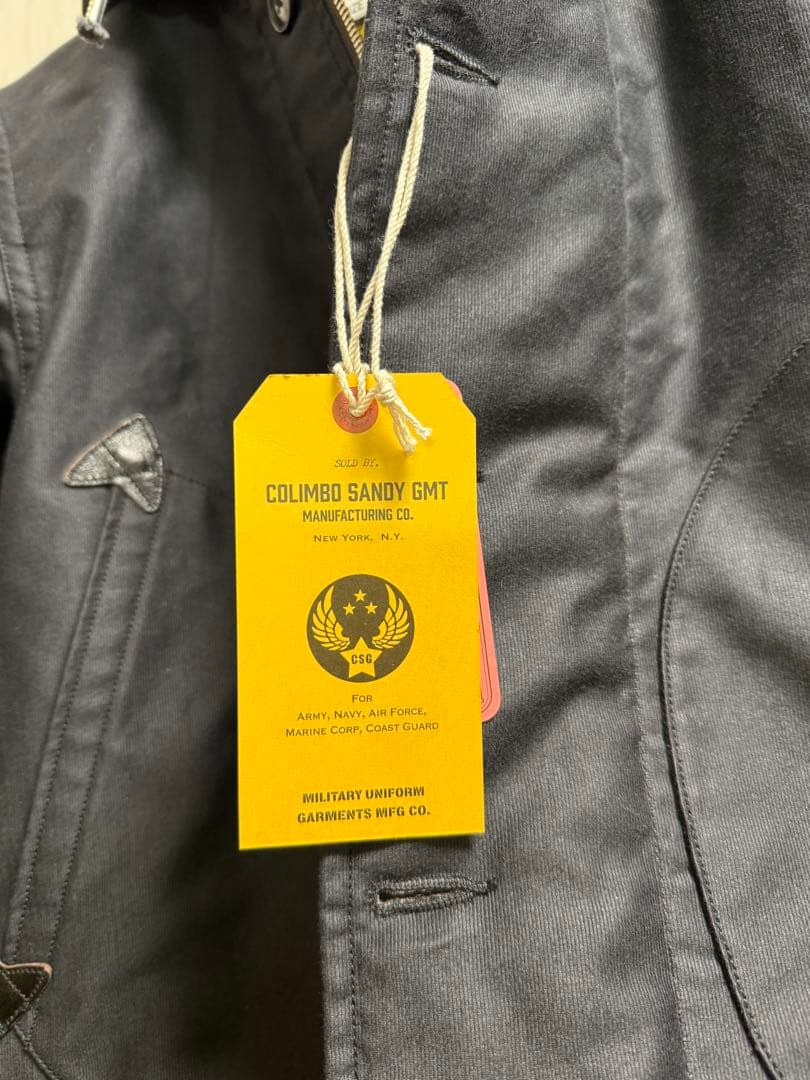 SOLD BY.
COLIMBO SANDY GMT
MANUFACTURING CO.
NEW YORK, N.Y.
CSG
FOR
ARMY, NAVY, AIR FORCE,
MARINE CORP, COAST GUARD
MILITARY UNIFORM
GARMENTS MFG CO.